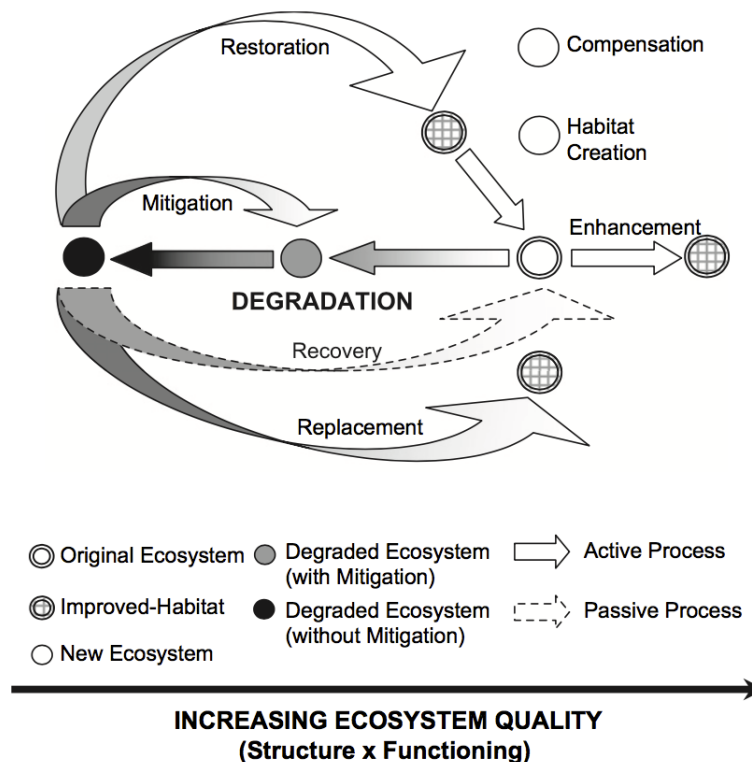 Restoration
Compensation
Habitat
Creation
Mitigation
Enhancement
DEGRADATION
Recovery
Replacement
Original Ecosystem
Improved-Habitat
New Ecosystem
Degraded Ecosystem
(with Mitigation)
Degraded Ecosystem
(without Mitigation)
Active Process
Passive Process
INCREASING ECOSYSTEM QUALITY
(Structure x Functioning)